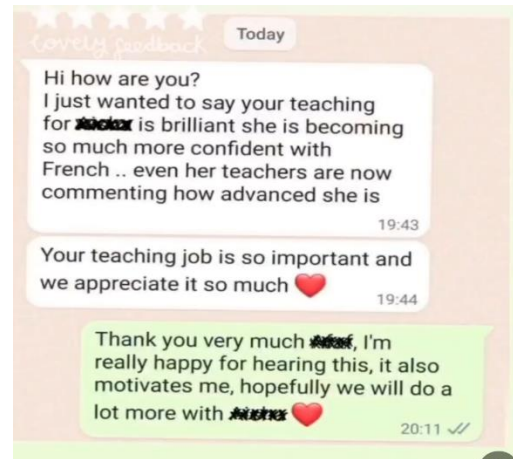 Lovely feedback
Today
Hi how are you?
I just wanted to say your teaching
for is brilliant she is becoming
so much more confident with
French .. even her teachers are now
commenting how advanced she is
19:43
Your teaching job is so important and
we appreciate it so much ❤️
19:44
Thank you very much , I'm
really happy for hearing this, it also
motivates me, hopefully we will do a
lot more with ❤️
20:11